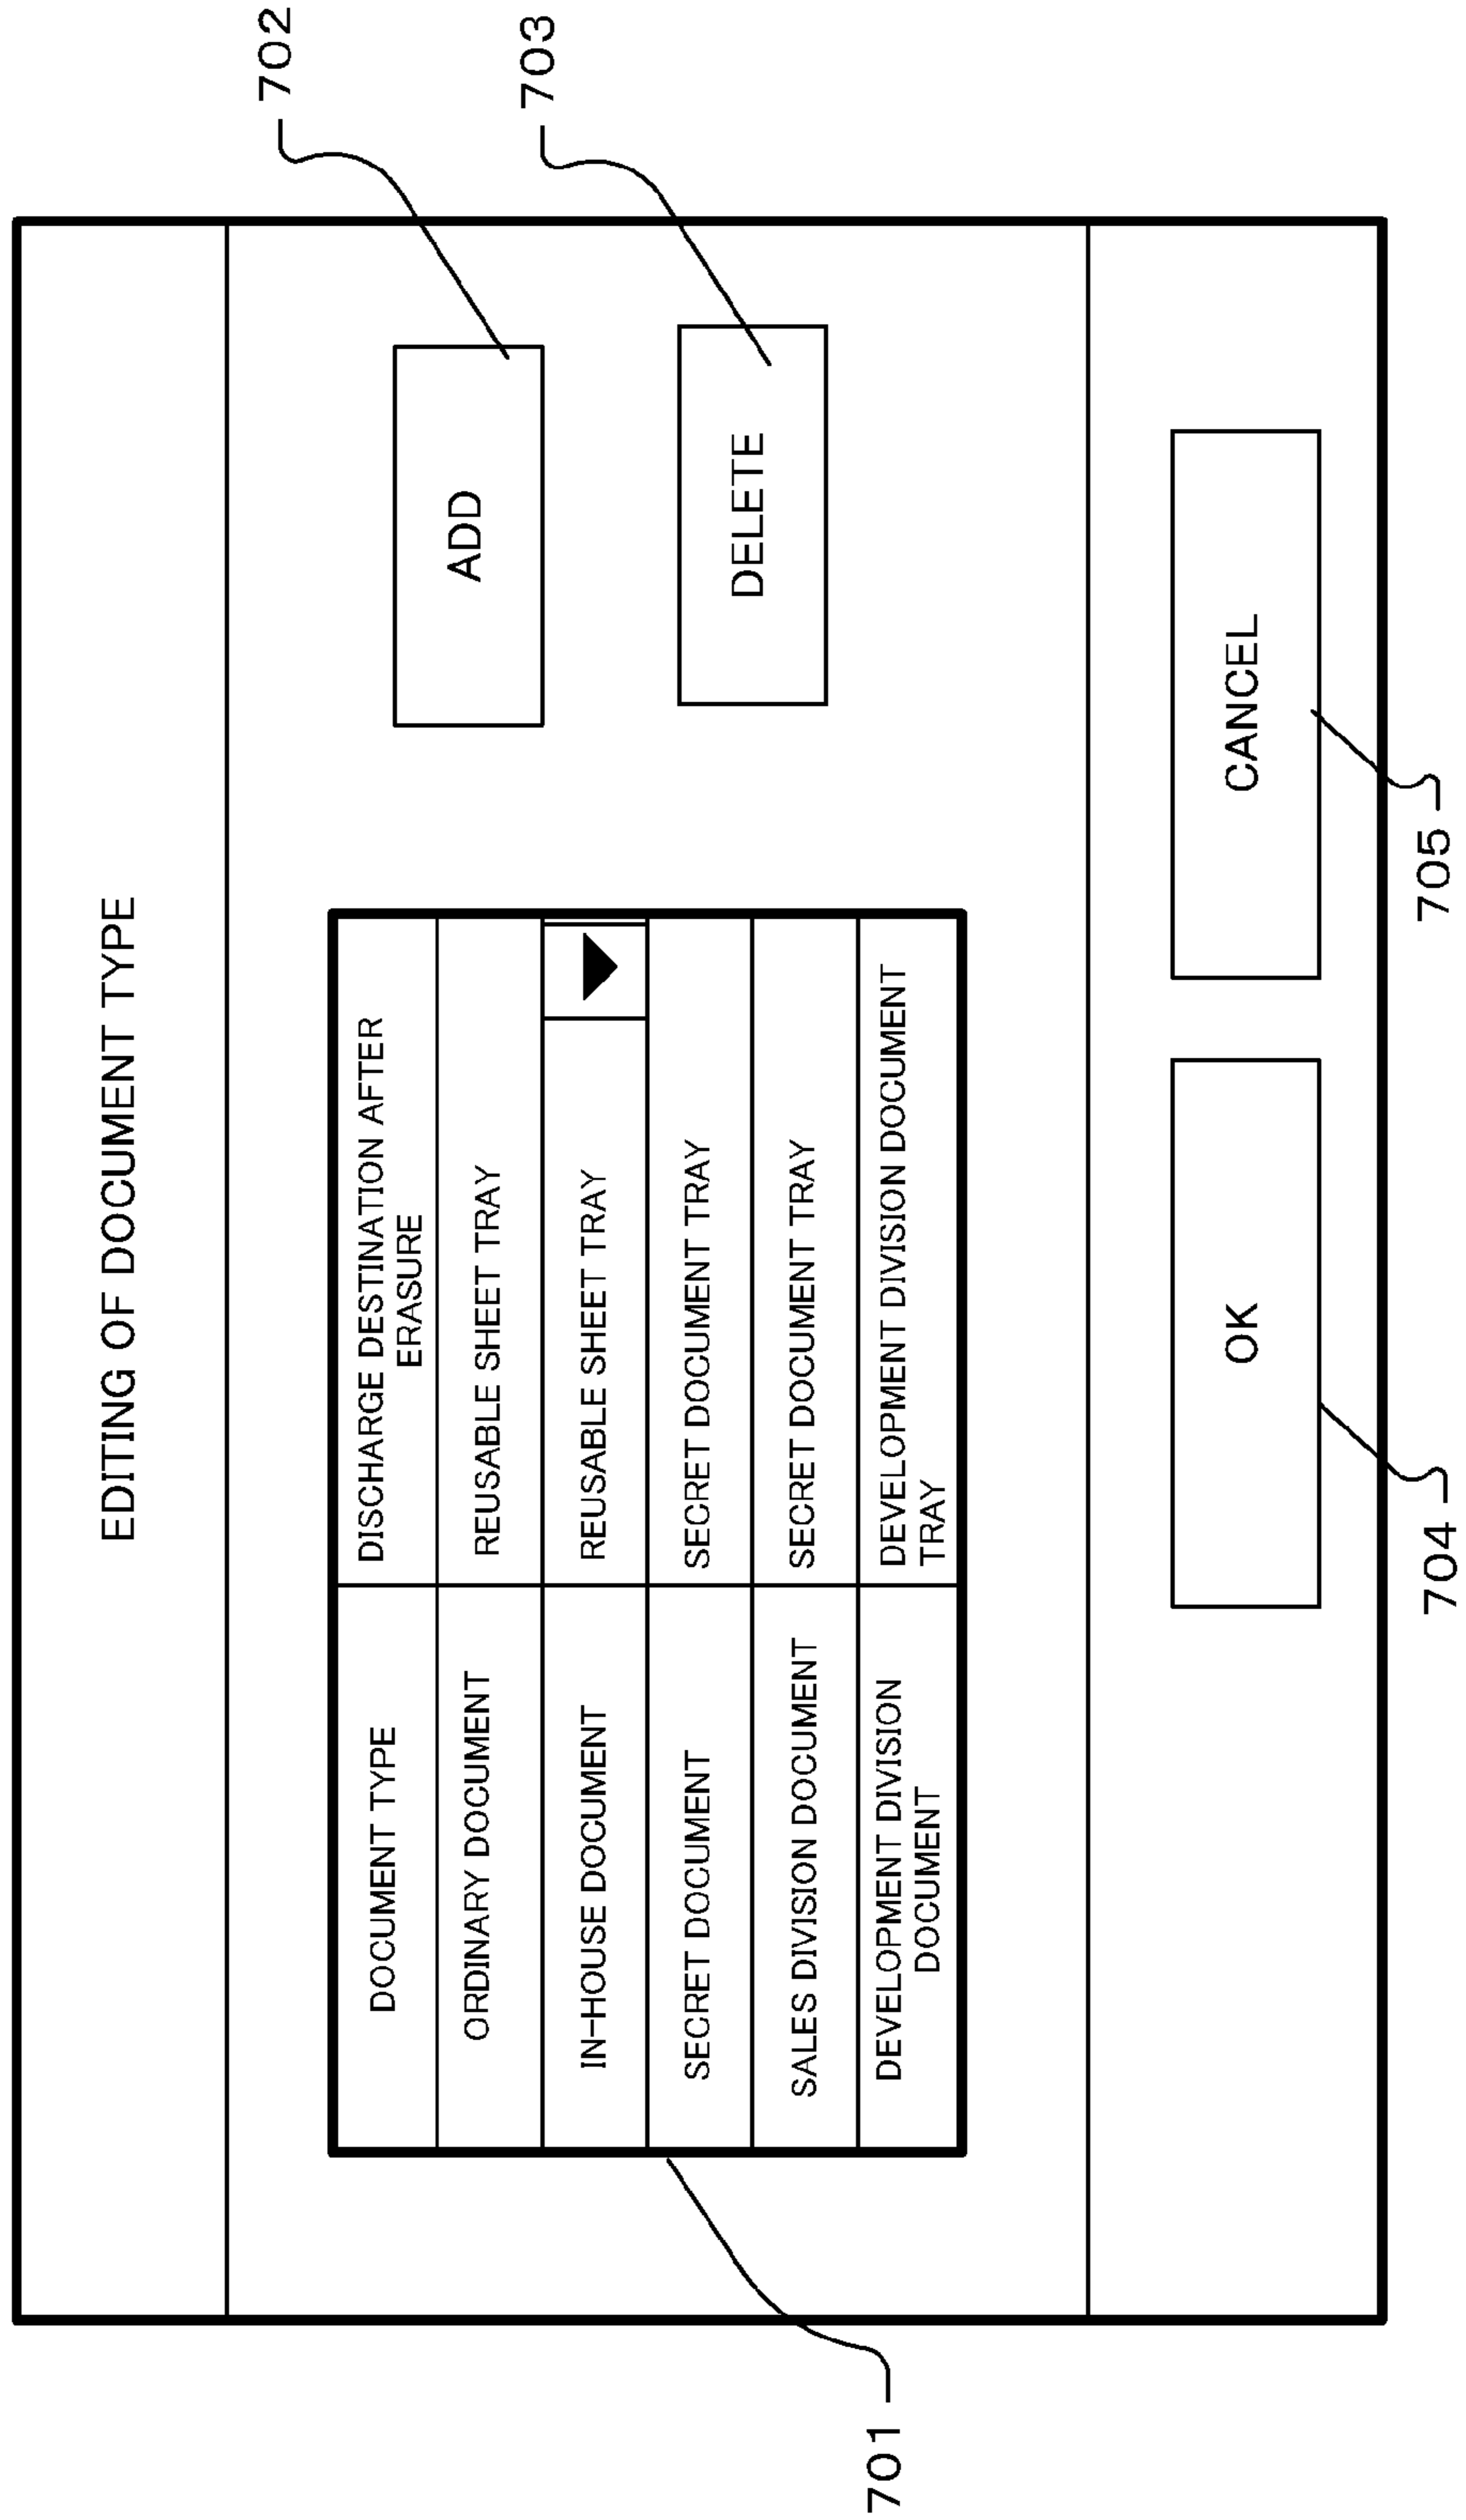 EDITING OF DOCUMENT TYPE
DOCUMENT TYPE
DISCHARGE DESTINATION AFTER
ERASURE
ORDINARY DOCUMENT
REUSABLE SHEET TRAY
IN-HOUSE DOCUMENT
REUSABLE SHEET TRAY
SECRET DOCUMENT
SECRET DOCUMENT TRAY
SALES DIVISION DOCUMENT
SECRET DOCUMENT TRAY
DEVELOPMENT DIVISION
DOCUMENT
DEVELOPMENT DIVISION DOCUMENT
TRAY
ADD
DELETE
OK
CANCEL
701
702
703
704
705